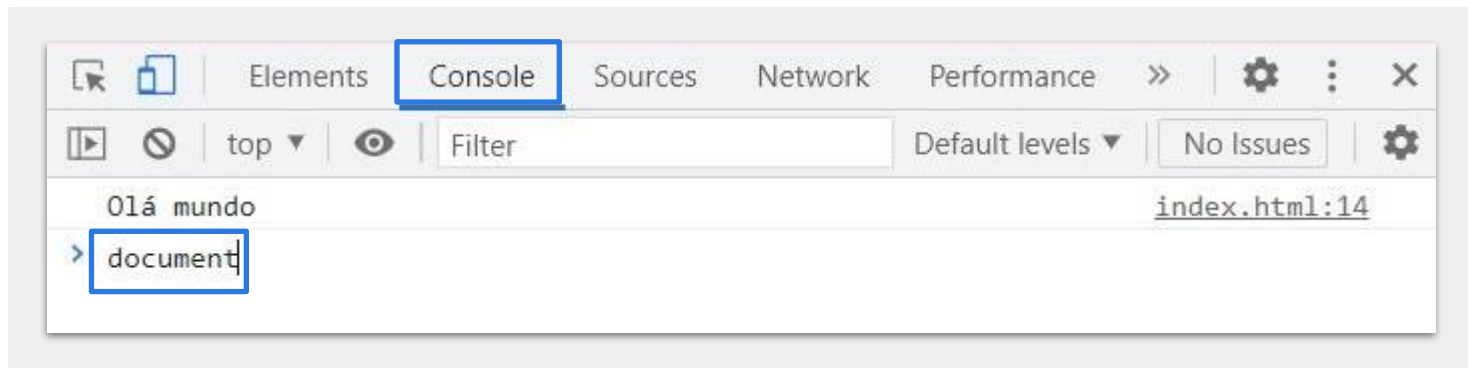 Elements Console Sources Network Performance »
top ▼ Filter Default levels ▼ No Issues
Olá mundo index.html:14
> document